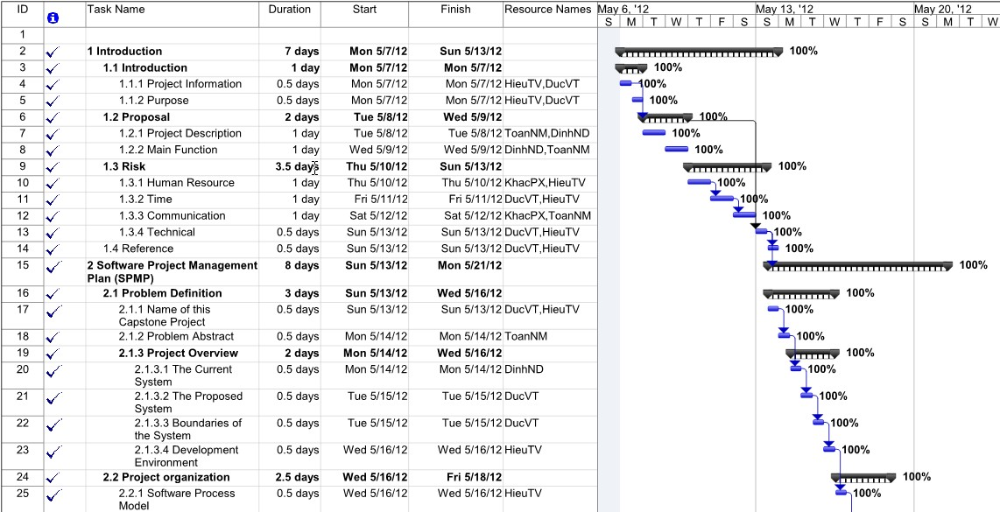 ID Task Name Duration Start Finish Resource Names May 6, '12 May 13, '12 May 20, '12
S M T W T F S S M T W T F S S M T W
1
2 1 Introduction 7 days Mon 5/7/12 Sun 5/13/12 100%
3 1.1 Introduction 1 day Mon 5/7/12 Mon 5/7/12 100%
4 1.1.1 Project Information 0.5 days Mon 5/7/12 Mon 5/7/12 HieuTV,DucVT 100%
5 1.1.2 Purpose 0.5 days Mon 5/7/12 Mon 5/7/12 HieuTV,DucVT 100%
6 1.2 Proposal 2 days Tue 5/8/12 Wed 5/9/12 100%
7 1.2.1 Project Description 1 day Tue 5/8/12 Tue 5/8/12 ToanNM,DinhND 100%
8 1.2.2 Main Function 1 day Wed 5/9/12 Wed 5/9/12 DinhND,ToanNM 100%
9 1.3 Risk 3.5 days Thu 5/10/12 Sun 5/13/12 100%
10 1.3.1 Human Resource 1 day Thu 5/10/12 Thu 5/10/12 KhacPX,HieuTV 100%
11 1.3.2 Time 1 day Fri 5/11/12 Fri 5/11/12 DucVT,HieuTV 100%
12 1.3.3 Communication 1 day Sat 5/12/12 Sat 5/12/12 KhacPX,ToanNM 100%
13 1.3.4 Technical 0.5 days Sun 5/13/12 Sun 5/13/12 DucVT,HieuTV 100%
14 1.4 Reference 0.5 days Sun 5/13/12 Sun 5/13/12 DucVT,HieuTV 100%
15 2 Software Project Management 8 days Sun 5/13/12 Mon 5/21/12 100%
Plan (SPMP)
16 2.1 Problem Definition 3 days Sun 5/13/12 Wed 5/16/12 100%
17 2.1.1 Name of this 0.5 days Sun 5/13/12 Sun 5/13/12 DucVT,HieuTV 100%
Capstone Project
18 2.1.2 Problem Abstract 0.5 days Mon 5/14/12 Mon 5/14/12 ToanNM 100%
19 2.1.3 Project Overview 2 days Mon 5/14/12 Wed 5/16/12 100%
20 2.1.3.1 The Current 0.5 days Mon 5/14/12 Mon 5/14/12 DinhND 100%
System
21 2.1.3.2 The Proposed 0.5 days Tue 5/15/12 Tue 5/15/12 DucVT 100%
System
22 2.1.3.3 Boundaries of 0.5 days Tue 5/15/12 Tue 5/15/12 DucVT 100%
the System
23 2.1.3.4 Development 0.5 days Wed 5/16/12 Wed 5/16/12 HieuTV 100%
Environment
24 2.2 Project organization 2.5 days Wed 5/16/12 Fri 5/18/12 100%
25 2.2.1 Software Process 0.5 days Wed 5/16/12 Wed 5/16/12 HieuTV 100%
Model